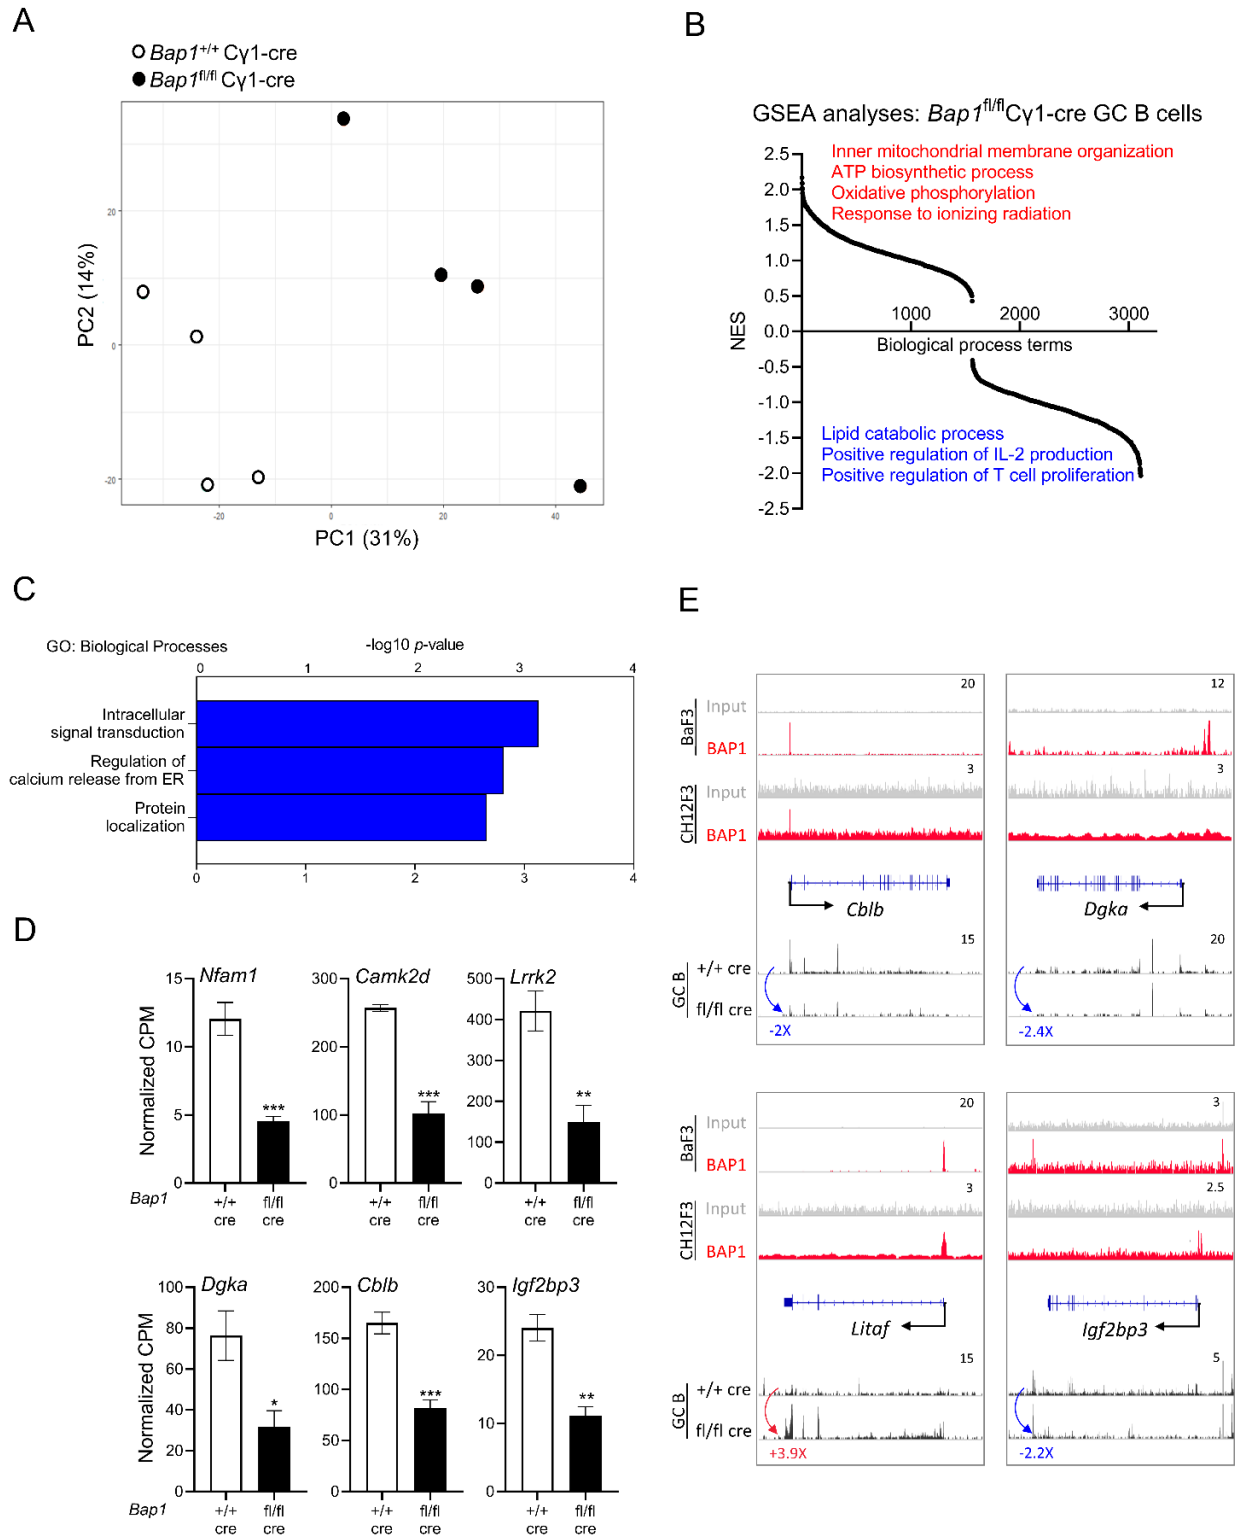 A
Bap1+/+ Cγ1-cre
Bap1fl/fl Cγ1-cre
PC2 (14%)
20
0
-20
-20
0
20
40
PC1 (31%)
B
GSEA analyses: Bap1fl/flCγ1-cre GC B cells
NES
2.5
2.0
1.5
1.0
0.5
0.0
-0.5
-1.0
-1.5
-2.0
-2.5
Inner mitochondrial membrane organization
ATP biosynthetic process
Oxidative phosphorylation
Response to ionizing radiation
1000
2000
3000
Biological process terms
Lipid catabolic process
Positive regulation of IL-2 production
Positive regulation of T cell proliferation
C
GO: Biological Processes
-log10 p-value
0 1 2 3 4
Intracellular
signal transduction
Regulation of
calcium release from ER
Protein
localization
0 1 2 3 4
D
Normalized CPM
Nfam1
15
10
5
0
***
Camk2d
300
200
100
0
***
Lrrk2
500
400
300
200
100
0
**
Bap1
+/+ fl/fl
cre cre
+/+ fl/fl
cre cre
+/+ fl/fl
cre cre
Normalized CPM
Dgka
100
80
60
40
20
0
*
Cblb
200
150
100
50
0
***
Igf2bp3
30
20
10
0
**
Bap1
+/+ fl/fl
cre cre
+/+ fl/fl
cre cre
+/+ fl/fl
cre cre
E
BaF3
Input
BAP1
20
12
CH12F3
Input
BAP1
3
3
Cblb
Dgka
GC B
+/+ cre
fl/fl cre
15
20
-2X
-2.4X
BaF3
Input
BAP1
20
3
CH12F3
Input
BAP1
3
2.5
Litaf
Igf2bp3
GC B
+/+ cre
fl/fl cre
15
5
+3.9X
-2.2X